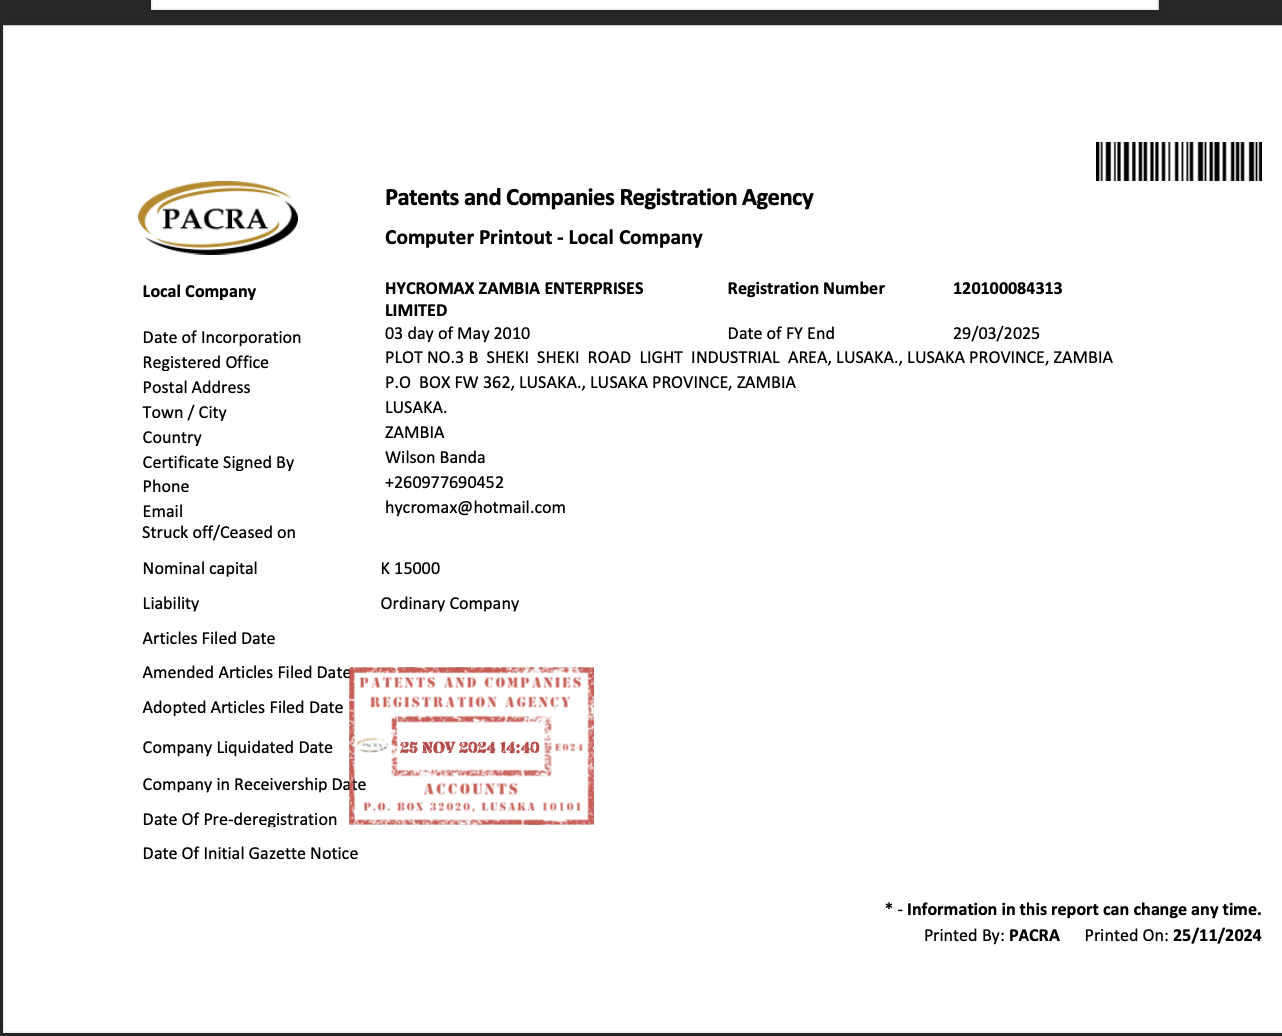 PACRA
Patents and Companies Registration Agency
Computer Printout - Local Company
Local Company HYCROMAX ZAMBIA ENTERPRISES LIMITED Registration Number 120100084313
Date of Incorporation 03 day of May 2010 Date of FY End 29/03/2025
Registered Office PLOT NO.3 B SHEKI SHEKI ROAD LIGHT INDUSTRIAL AREA, LUSAKA., LUSAKA PROVINCE, ZAMBIA
Postal Address P.O BOX FW 362, LUSAKA., LUSAKA PROVINCE, ZAMBIA
Town / City LUSAKA.
Country ZAMBIA
Certificate Signed By Wilson Banda
Phone +260977690452
Email hycromax@hotmail.com
Struck off/Ceased on
Nominal capital K 15000
Liability Ordinary Company
Articles Filed Date
Amended Articles Filed Date
Adopted Articles Filed Date
Company Liquidated Date
Company in Receivership Date
Date Of Pre-deregistration
Date Of Initial Gazette Notice
PATENTS AND COMPANIES
REGISTRATION AGENCY
PACRA 25 NOV 2024 14:40 E024
ACCOUNTS
P.O. BOX 32020, LUSAKA 10101
* - Information in this report can change any time.
Printed By: PACRA Printed On: 25/11/2024